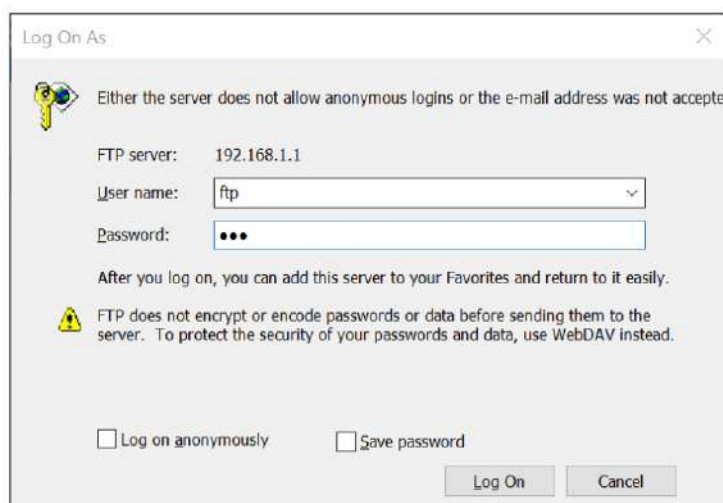 Log On As
Either the server does not allow anonymous logins or the e-mail address was not accepte
FTP server: 192.168.1.1
User name: ftp
Password: •••
After you log on, you can add this server to your Favorites and return to it easily.
FTP does not encrypt or encode passwords or data before sending them to the
server. To protect the security of your passwords and data, use WebDAV instead.
Log on anonymously Save password
Log On Cancel